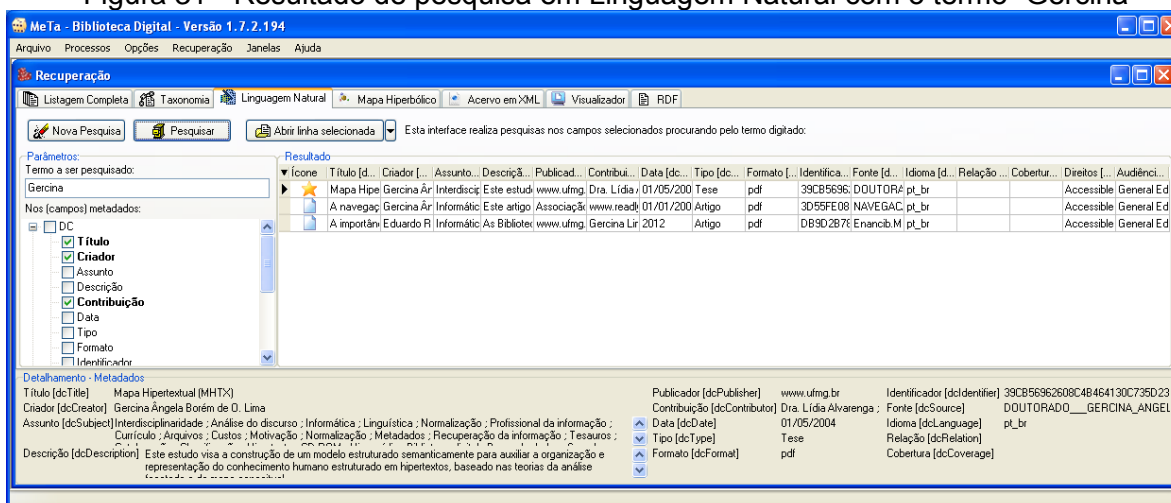 Figura 31 - Resultado de pesquisa em Linguagem Natural com o termo "Gercina"
MeTa - Biblioteca Digital - Versão 1.7.2.194
Arquivo Processos Opções Recuperação Janelas Ajuda
Recuperação
Listagem Completa Taxonomia Linguagem Natural Mapa Hiperbólico Acervo em XML Visualizador RDF
Nova Pesquisa Pesquisar Abrir linha selecionada Esta interface realiza pesquisas nos campos selecionados procurando pelo termo digitado:
Parâmetros:
Termo a ser pesquisado:
Gercina
Nos (campos) metadados:
DC
Título
Criador
Assunto
Descrição
Contribuição
Data
Tipo
Formato
Identificador
Resultado
Ícone Título [d... Criador [... Assunto... Descriçã... Publicad... Contribui... Data [dc... Tipo [dc... Formato [... Identifica... Fonte [d... Idioma [d... Relação ... Cobertur... Direitos [... Audiênci...
Mapa Hipe Gercina Ân Interdiscip Este estud www.ufmg. Dra. Lídia 01/05/200 Tese pdf 39CB5696 DOUTORA pt_br Accessible General Ed
A navegaç Gercina Ân Informátic Este artigo Associaçã www.readl 01/01/200 Artigo pdf 3D55FE08 NAVEGAC pt_br Accessible General Ed
A importân Eduardo R Informátic As Bibliotec www.ufmg. Gercina Lir 2012 Artigo pdf DB9D2B78 Enancib.M pt_br Accessible General Ed
Detalhamento - Metadados
Título [dcTitle] Mapa Hipertextual (MHTX)
Criador [dcCreator] Gercina Ângela Borém de O. Lima
Assunto [dcSubject] Interdisciplinaridade ; Análise do discurso ; Informática ; Linguística ; Normalização ; Profissional da informação ;
Currículo ; Arquivos ; Custos ; Motivação ; Normalização ; Metadados ; Recuperação da informação ; Tesauros ;
Descrição [dcDescription] Este estudo visa a construção de um modelo estruturado semanticamente para auxiliar a organização e
representação do conhecimento humano estruturado em hipertextos, baseado nas teorias da análise
Publicador [dcPublisher] www.ufmg.br
Contribuição [dcContributor] Dra. Lídia Alvarenga ;
Data [dcDate] 01/05/2004
Tipo [dcType] Tese
Formato [dcFormat] pdf
Identificador [dcIdentifier] 39CB56962608C4B464130C735D23
Fonte [dcSource] DOUTORADO___GERCINA_ANGEL
Idioma [dcLanguage] pt_br
Relação [dcRelation]
Cobertura [dcCoverage]